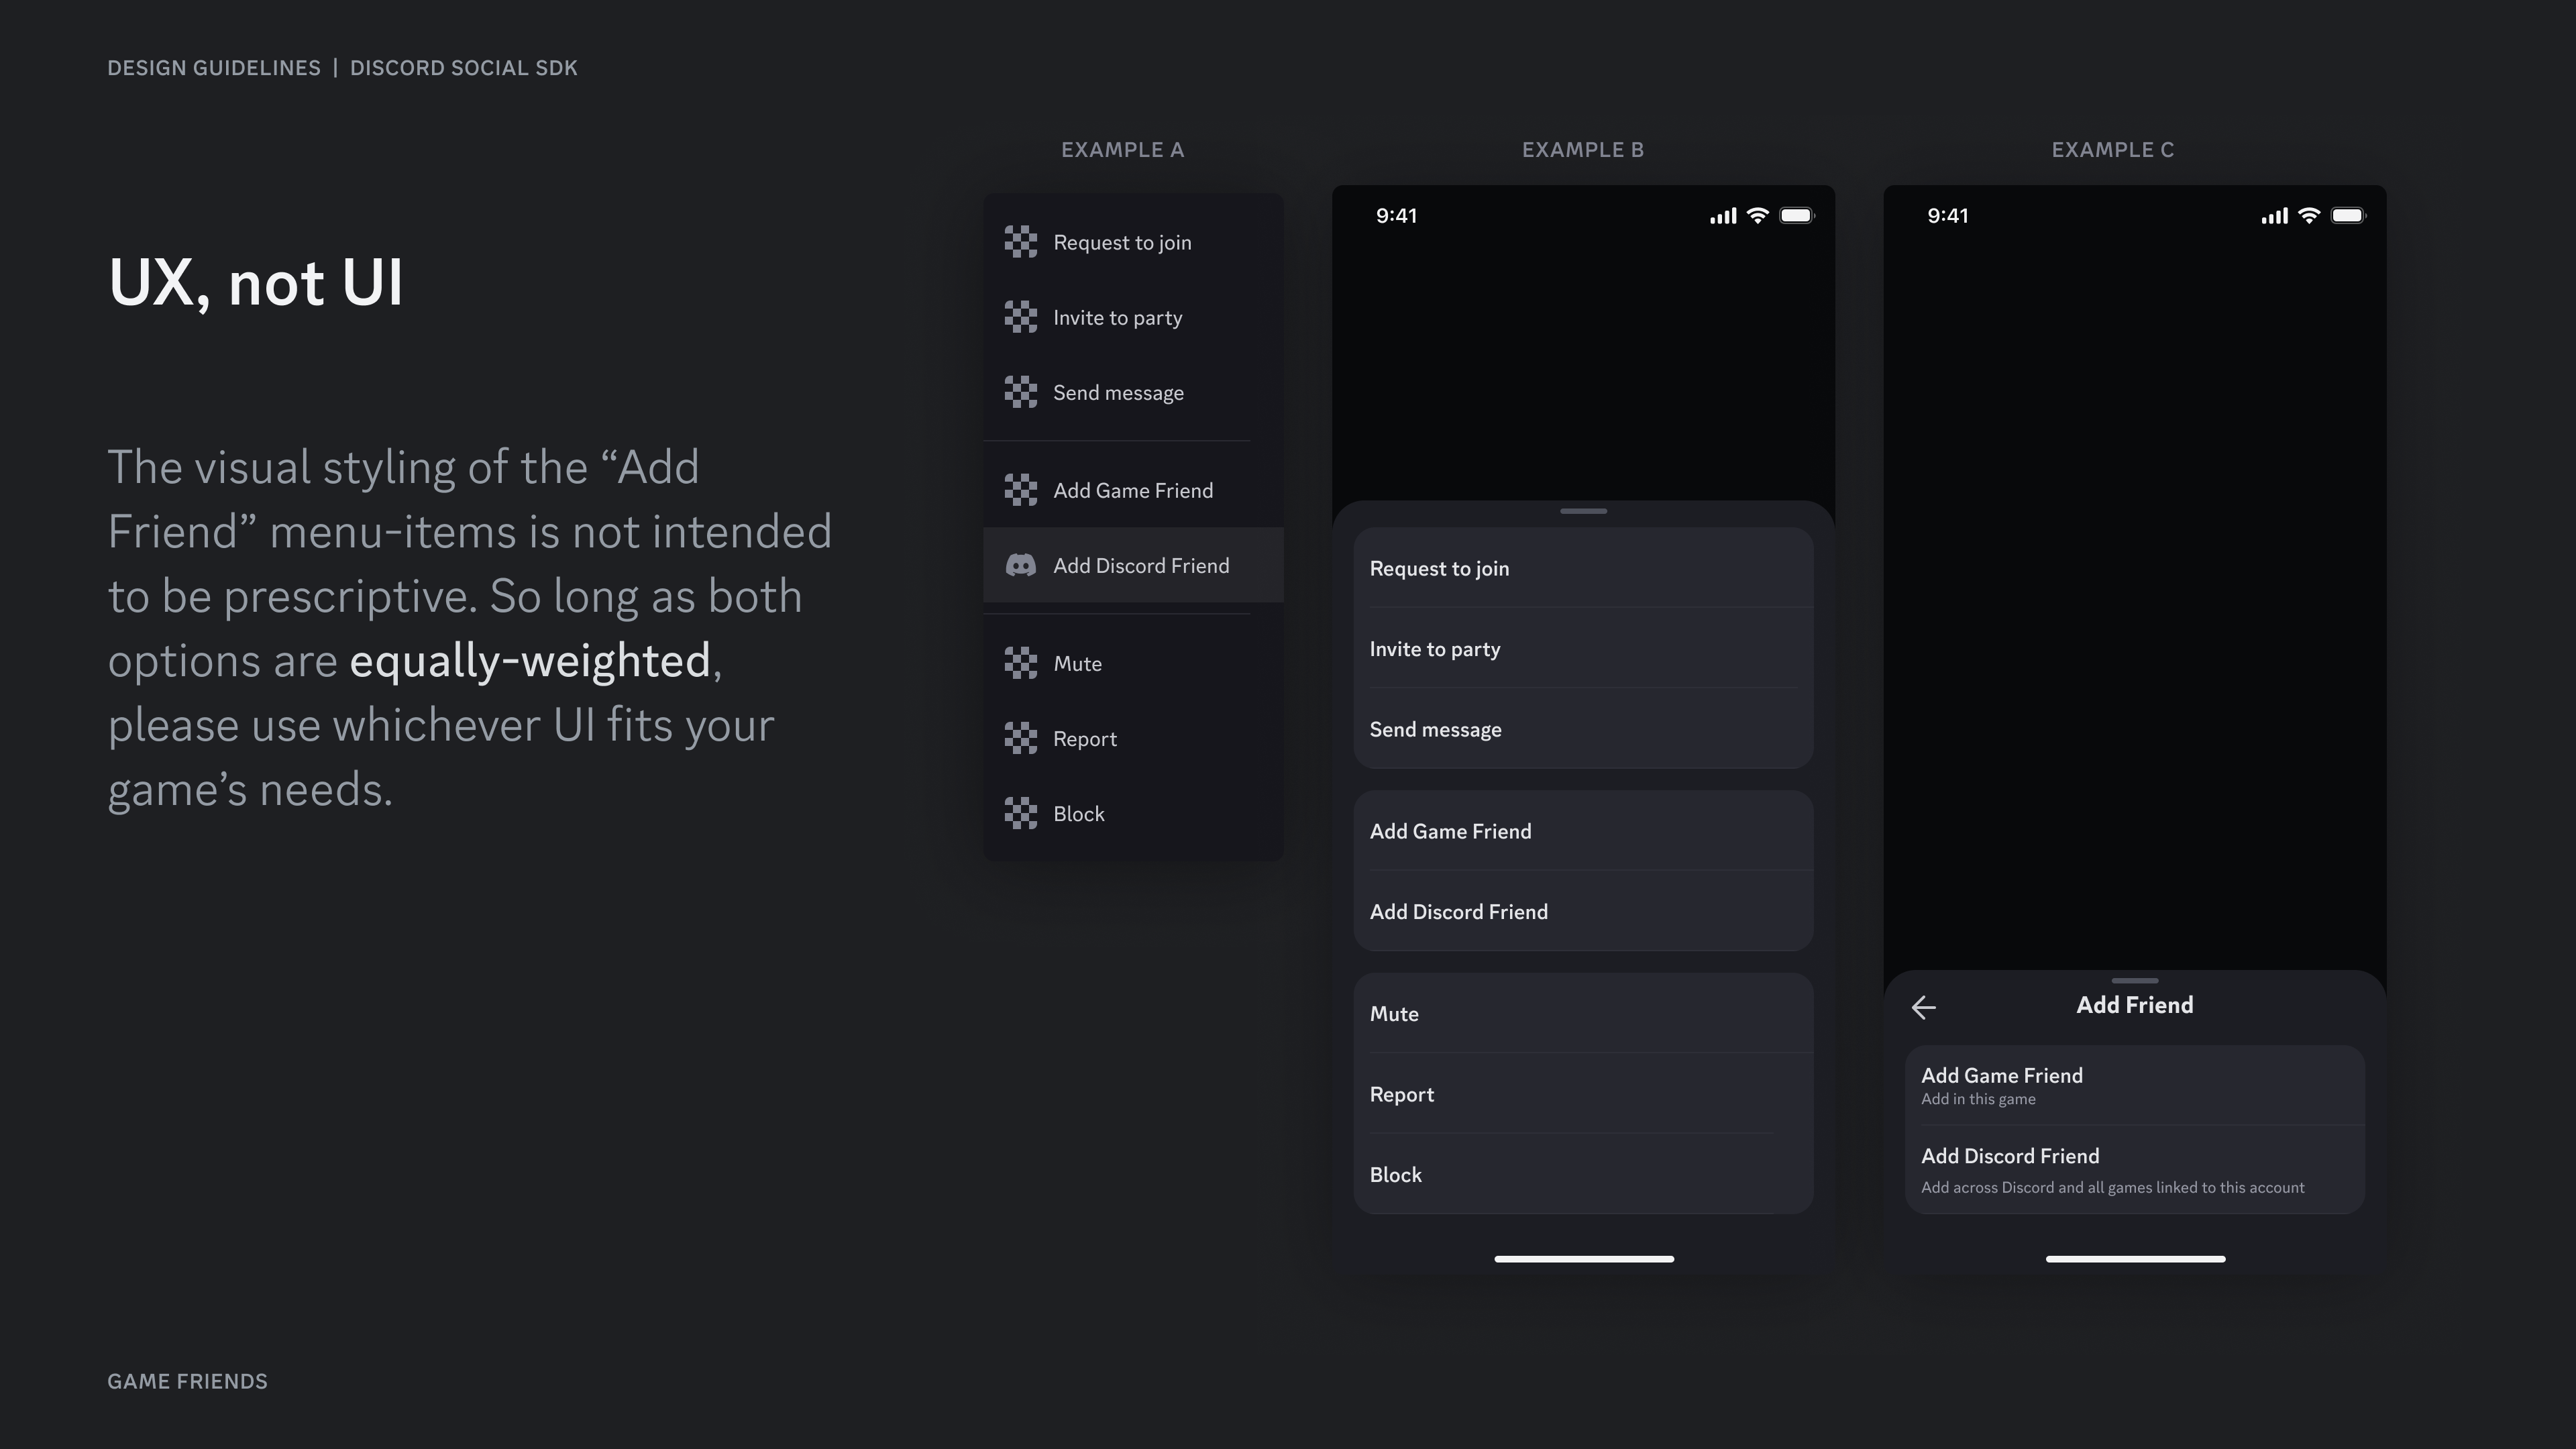 DESIGN GUIDELINES | DISCORD SOCIAL SDK
UX, not UI
The visual styling of the “Add
Friend” menu-items is not intended
to be prescriptive. So long as both
options are equally-weighted,
please use whichever UI fits your
game’s needs.
EXAMPLE A
Request to join
Invite to party
Send message
Add Game Friend
Add Discord Friend
Mute
Report
Block
EXAMPLE B
9:41
Request to join
Invite to party
Send message
Add Game Friend
Add Discord Friend
Mute
Report
Block
EXAMPLE C
9:41
Add Friend
Add Game Friend
Add in this game
Add Discord Friend
Add across Discord and all games linked to this account
GAME FRIENDS